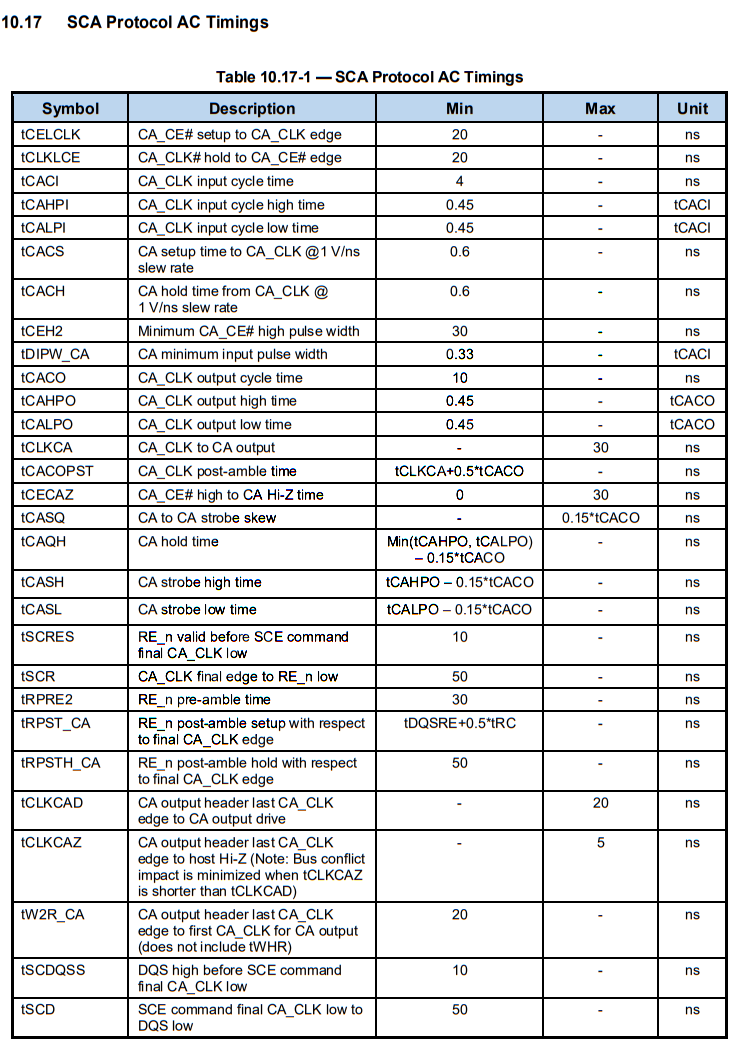 10.17 SCA Protocol AC Timings
Table 10.17-1 — SCA Protocol AC Timings
Symbol Description Min Max Unit
tCELCLK CA_CE# setup to CA_CLK edge 20 - ns
tCLKLCE CA_CLK# hold to CA_CE# edge 20 - ns
tCACI CA_CLK input cycle time 4 - ns
tCAHPI CA_CLK input cycle high time 0.45 - tCACI
tCALPI CA_CLK input cycle low time 0.45 - tCACI
tCACS CA setup time to CA_CLK @1 V/ns 0.6 - ns
slew rate
tCACH CA hold time from CA_CLK @ 0.6 - ns
1 V/ns slew rate
tCEH2 Minimum CA_CE# high pulse width 30 - ns
tDIPW_CA CA minimum input pulse width 0.33 - tCACI
tCACO CA_CLK output cycle time 10 - ns
tCAHPO CA_CLK output high time 0.45 - tCACO
tCALPO CA_CLK output low time 0.45 - tCACO
tCLKCA CA_CLK to CA output - 30 ns
tCACOPST CA_CLK post-amble time tCLKCA+0.5*tCACO - ns
tCECAZ CA_CE# high to CA Hi-Z time 0 30 ns
tCASQ CA to CA strobe skew - 0.15*tCACO ns
tCAQH CA hold time Min(tCAHPO, tCALPO) - ns
– 0.15*tCACO
tCASH CA strobe high time tCAHPO – 0.15*tCACO - ns
tCASL CA strobe low time tCALPO – 0.15*tCACO - ns
tSCRES RE_n valid before SCE command 10 - ns
final CA_CLK low
tSCR CA_CLK final edge to RE_n low 50 - ns
tRPRE2 RE_n pre-amble time 30 - ns
tRPST_CA RE_n post-amble setup with respect tDQSRE+0.5*tRC - ns
to final CA_CLK edge
tRPSTH_CA RE_n post-amble hold with respect 50 - ns
to final CA_CLK edge
tCLKCAD CA output header last CA_CLK - 20 ns
edge to CA output drive
tCLKCAZ CA output header last CA_CLK - 5 ns
edge to host Hi-Z (Note: Bus conflict
impact is minimized when tCLKCAZ
is shorter than tCLKCAD)
tW2R_CA CA output header last CA_CLK 20 - ns
edge to first CA_CLK for CA output
(does not include tWHR)
tSCDQSS DQS high before SCE command 10 - ns
final CA_CLK low
tSCD SCE command final CA_CLK low to 50 - ns
DQS low